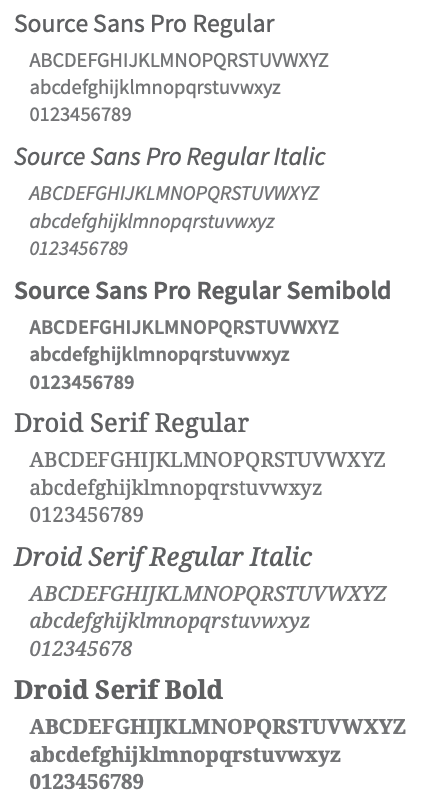 Source Sans Pro Regular
ABCDEFGHIJKLMNOPQRSTUVWXYZ
abcdefghijklmnopqrstuvwxyz
0123456789
Source Sans Pro Regular Italic
ABCDEFGHIJKLMNOPQRSTUVWXYZ
abcdefghijklmnopqrstuvwxyz
0123456789
Source Sans Pro Regular Semibold
ABCDEFGHIJKLMNOPQRSTUVWXYZ
abcdefghijklmnopqrstuvwxyz
0123456789
Droid Serif Regular
ABCDEFGHIJKLMNOPQRSTUVWXYZ
abcdefghijklmnopqrstuvwxyz
0123456789
Droid Serif Regular Italic
ABCDEFGHIJKLMNOPQRSTUVWXYZ
abcdefghijklmnopqrstuvwxyz
012345678
Droid Serif Bold
ABCDEFGHIJKLMNOPQRSTUVWXYZ
abcdefghijklmnopqrstuvwxyz
0123456789